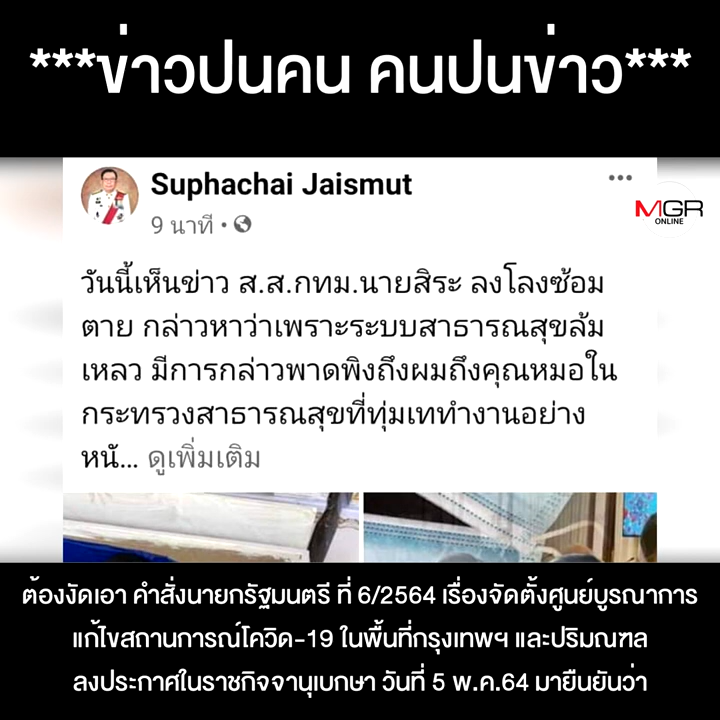 ***ข่าวปนคน คนปนข่าว***
Suphachai Jaismut
9 นาที
MGR
ONLINE
วันนี้เห็นข่าว ส.ส.กทม.นายสิระ ลงโลงซ้อม
ตาย กล่าวหาว่าเพราะระบบสาธารณสุขล้ม
เหลว มีการกล่าวพาดพิงถึงผมถึงคุณหมอใน
กระทรวงสาธารณสุขที่ทุ่มเททำงานอย่าง
หนั... ดูเพิ่มเติม
ต้องงัดเอา คำสั่งนายกรัฐมนตรี ที่ 6/2564 เรื่องจัดตั้งศูนย์บูรณาการ
แก้ไขสถานการณ์โควิด-19 ในพื้นที่กรุงเทพฯ และปริมณฑล
ลงประกาศในราชกิจจานุเบกษา วันที่ 5 พ.ค.64 มายืนยันว่า